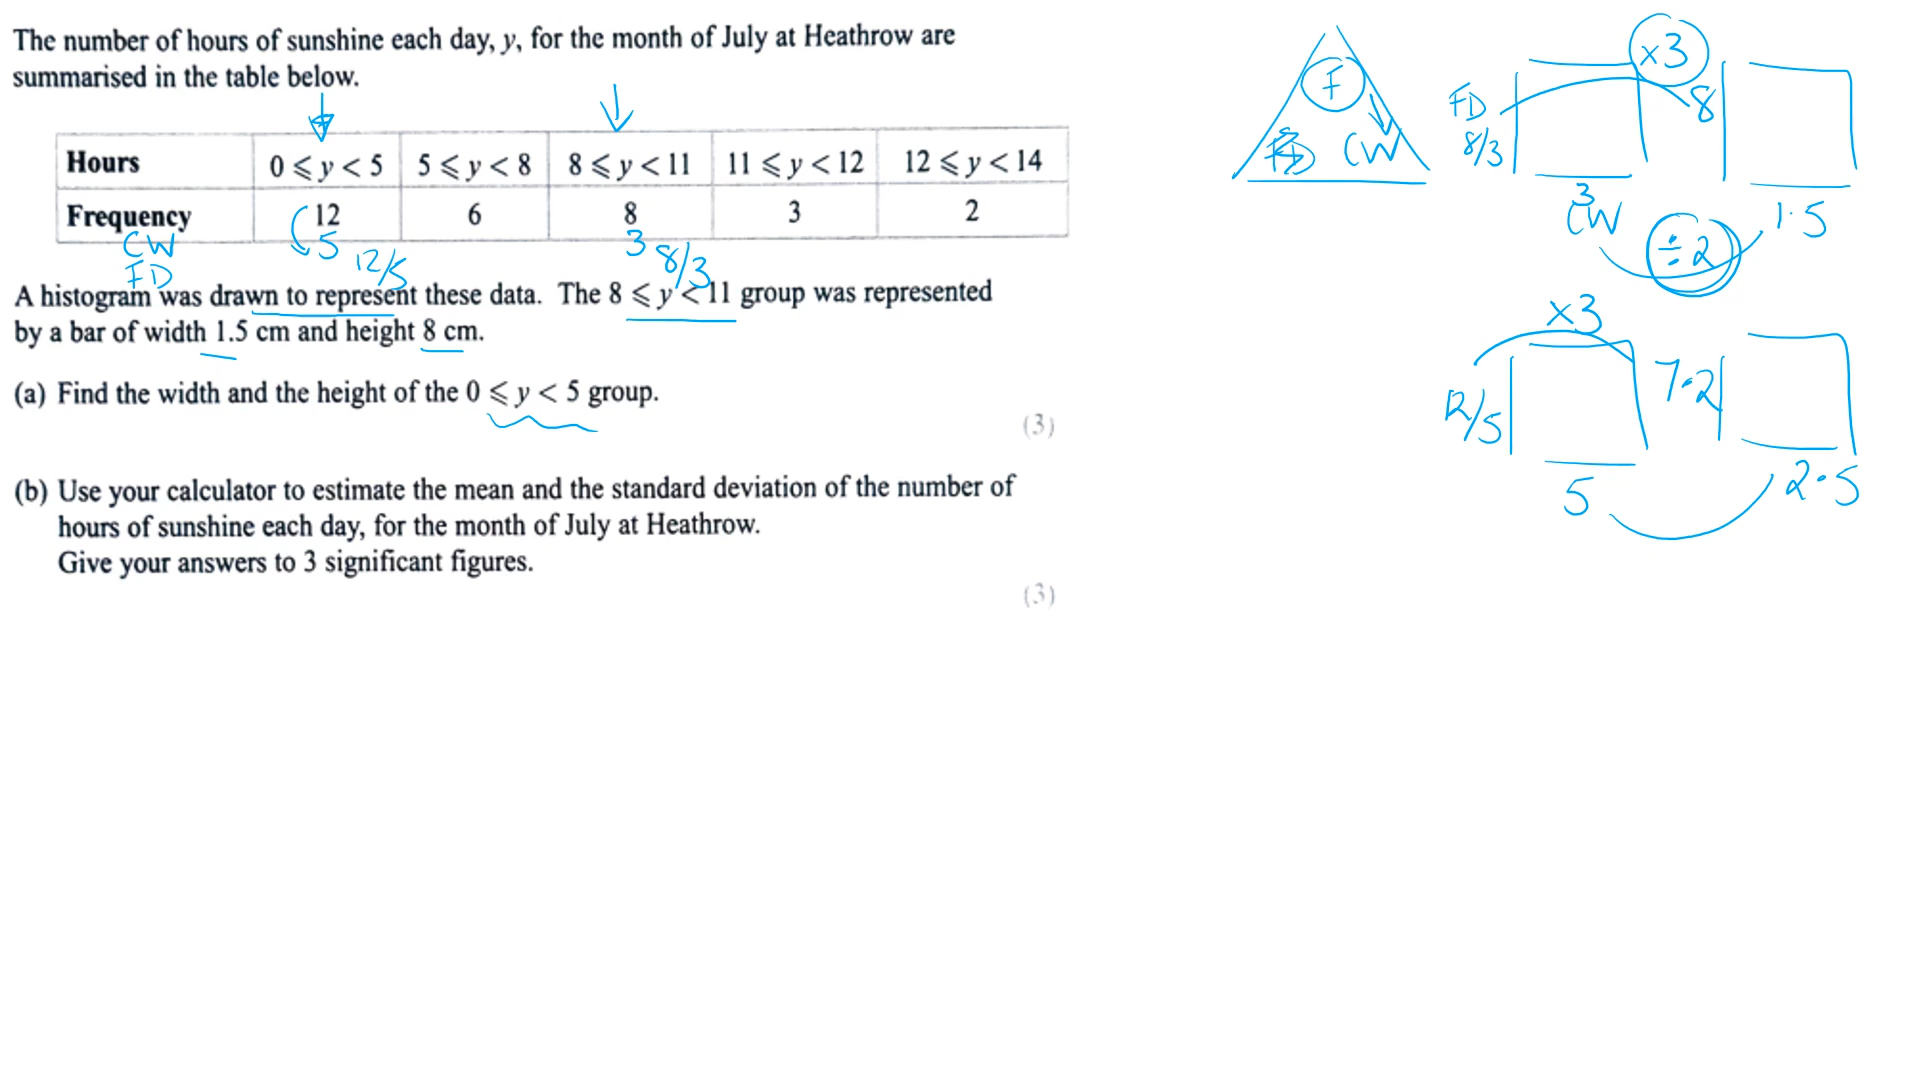 The number of hours of sunshine each day, y, for the month of July at Heathrow are
summarised in the table below.
Hours 0 ⩽ y < 5 5 ⩽ y < 8 8 ⩽ y < 11 11 ⩽ y < 12 12 ⩽ y < 14
Frequency 12 6 8 3 2
CW 5 3
FD 12/5 8/3
A histogram was drawn to represent these data. The 8 ⩽ y < 11 group was represented
by a bar of width 1.5 cm and height 8 cm.
(a) Find the width and the height of the 0 ⩽ y < 5 group.
(3)
(b) Use your calculator to estimate the mean and the standard deviation of the number of
hours of sunshine each day, for the month of July at Heathrow.
Give your answers to 3 significant figures.
(3)
F
FD CW
×3
FD 8
8/3
3
CW 1.5
÷2
×3
12/5 7.2
5 2.5